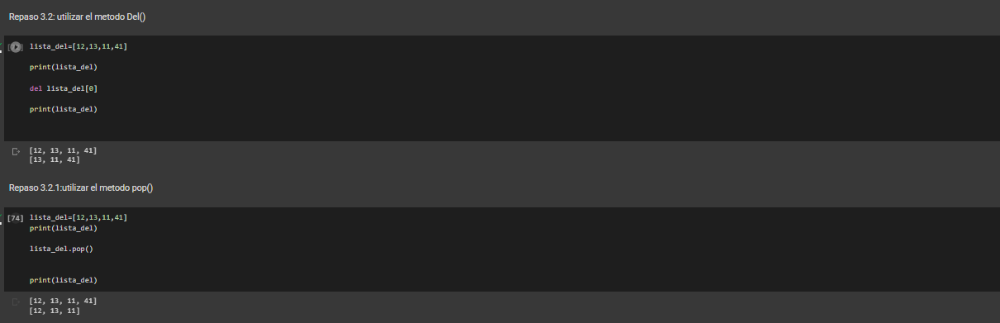 Repaso 3.2: utilizar el metodo Del()
lista_del=[12,13,11,41]
print(lista_del)
del lista_del[0]
print(lista_del)
[12, 13, 11, 41]
[13, 11, 41]
Repaso 3.2.1:utilizar el metodo pop()
[74] lista_del=[12,13,11,41]
print(lista_del)
lista_del.pop()
print(lista_del)
[12, 13, 11, 41]
[12, 13, 11]